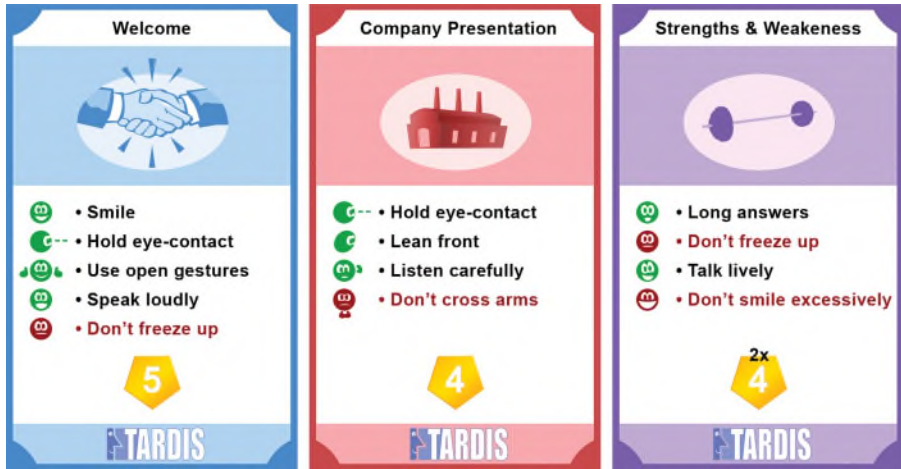 Welcome
• Smile
• Hold eye-contact
• Use open gestures
• Speak loudly
• Don't freeze up
5
TARDIS
Company Presentation
• Hold eye-contact
• Lean front
• Listen carefully
• Don't cross arms
4
TARDIS
Strengths & Weakness
• Long answers
• Don't freeze up
• Talk lively
• Don't smile excessively
2x
4
TARDIS